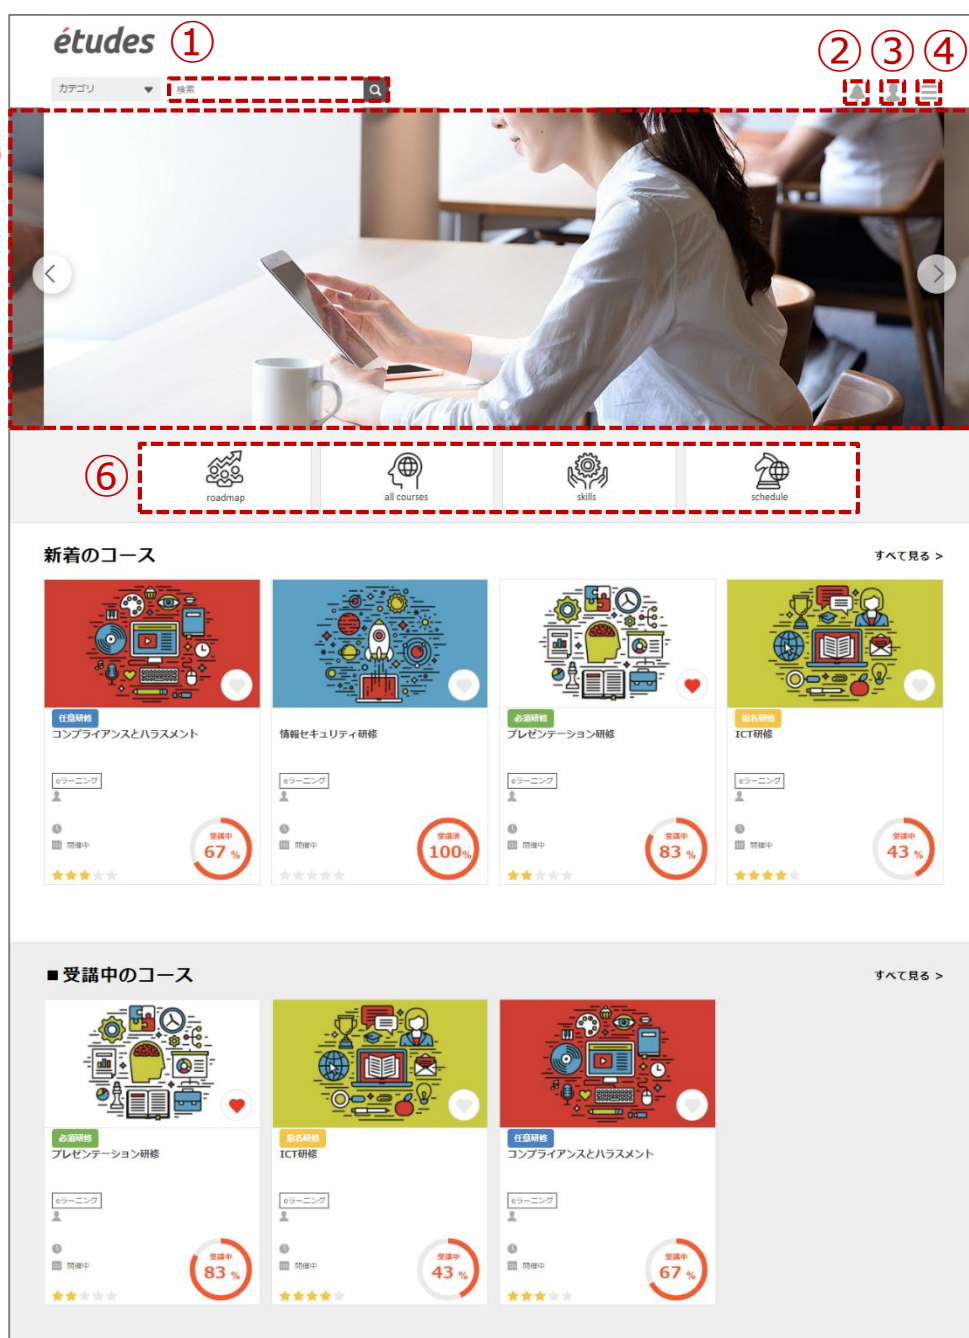 études ①
② ③ ④
カテゴリ
検索
⑥
roadmap
all courses
skills
schedule
新着のコース
すべて見る >
任意研修
コンプライアンスとハラスメント
eラーニング
開催中
受講中
67 %
情報セキュリティ研修
eラーニング
開催中
受講済
100%
必須研修
プレゼンテーション研修
eラーニング
開催中
受講中
83 %
指名研修
ICT研修
eラーニング
開催中
受講中
43 %
■受講中のコース
すべて見る >
必須研修
プレゼンテーション研修
eラーニング
開催中
受講中
83 %
指名研修
ICT研修
eラーニング
開催中
受講中
43 %
任意研修
コンプライアンスとハラスメント
eラーニング
開催中
受講中
67 %